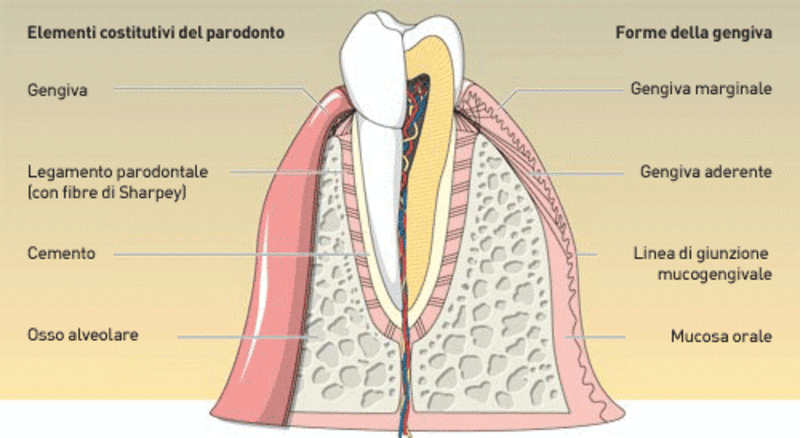 Elementi costitutivi del parodonto
Gengiva
Legamento parodontale
(con fibre di Sharpey)
Cemento
Osso alveolare
Forme della gengiva
Gengiva marginale
Gengiva aderente
Linea di giunzione
mucogengivale
Mucosa orale